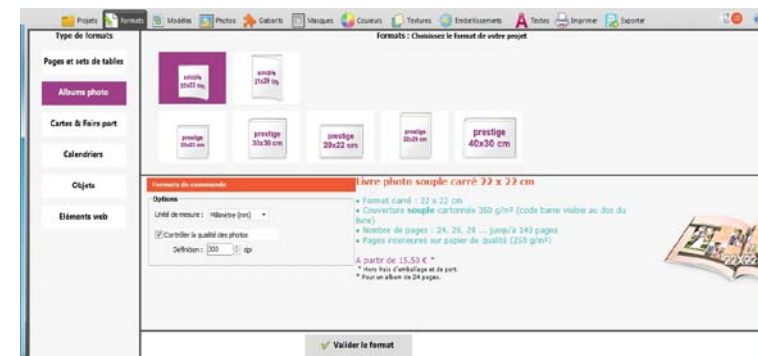 Projets Formats Modèles Photos Gabarits Masques Couleurs Textures Embellissements Textes Imprimer Exporter
Type de formats
Formats : Choisissez le format de votre projet
Pages et sets de tables
Albums photo
Cartes & Faire part
Calendriers
Objets
Eléments web
souple
22x22 cm
souple
21x28 cm
prestige
prestige
30x30 cm
prestige
29x22 cm
prestige
prestige
40x30 cm
Formats de commande
Options
Unité de mesure : Millimètre (mm)
Contrôler la qualité des photos
Définition : 300 dpi
Livre photo souple carré 22 x 22 cm
• Format carré : 22 x 22 cm
• Couverture souple cartonnée 350 g/m² (code barre visible au dos du
livre)
• Nombre de pages : 24, 26, 28 ... jusqu'à 140 pages
• Pages interieures sur papier de qualité (250 g/m²)
A partir de 15.50 € *
* Hors frais d'emballage et de port.
* Pour un album de 24 pages.
22X22
Valider le format